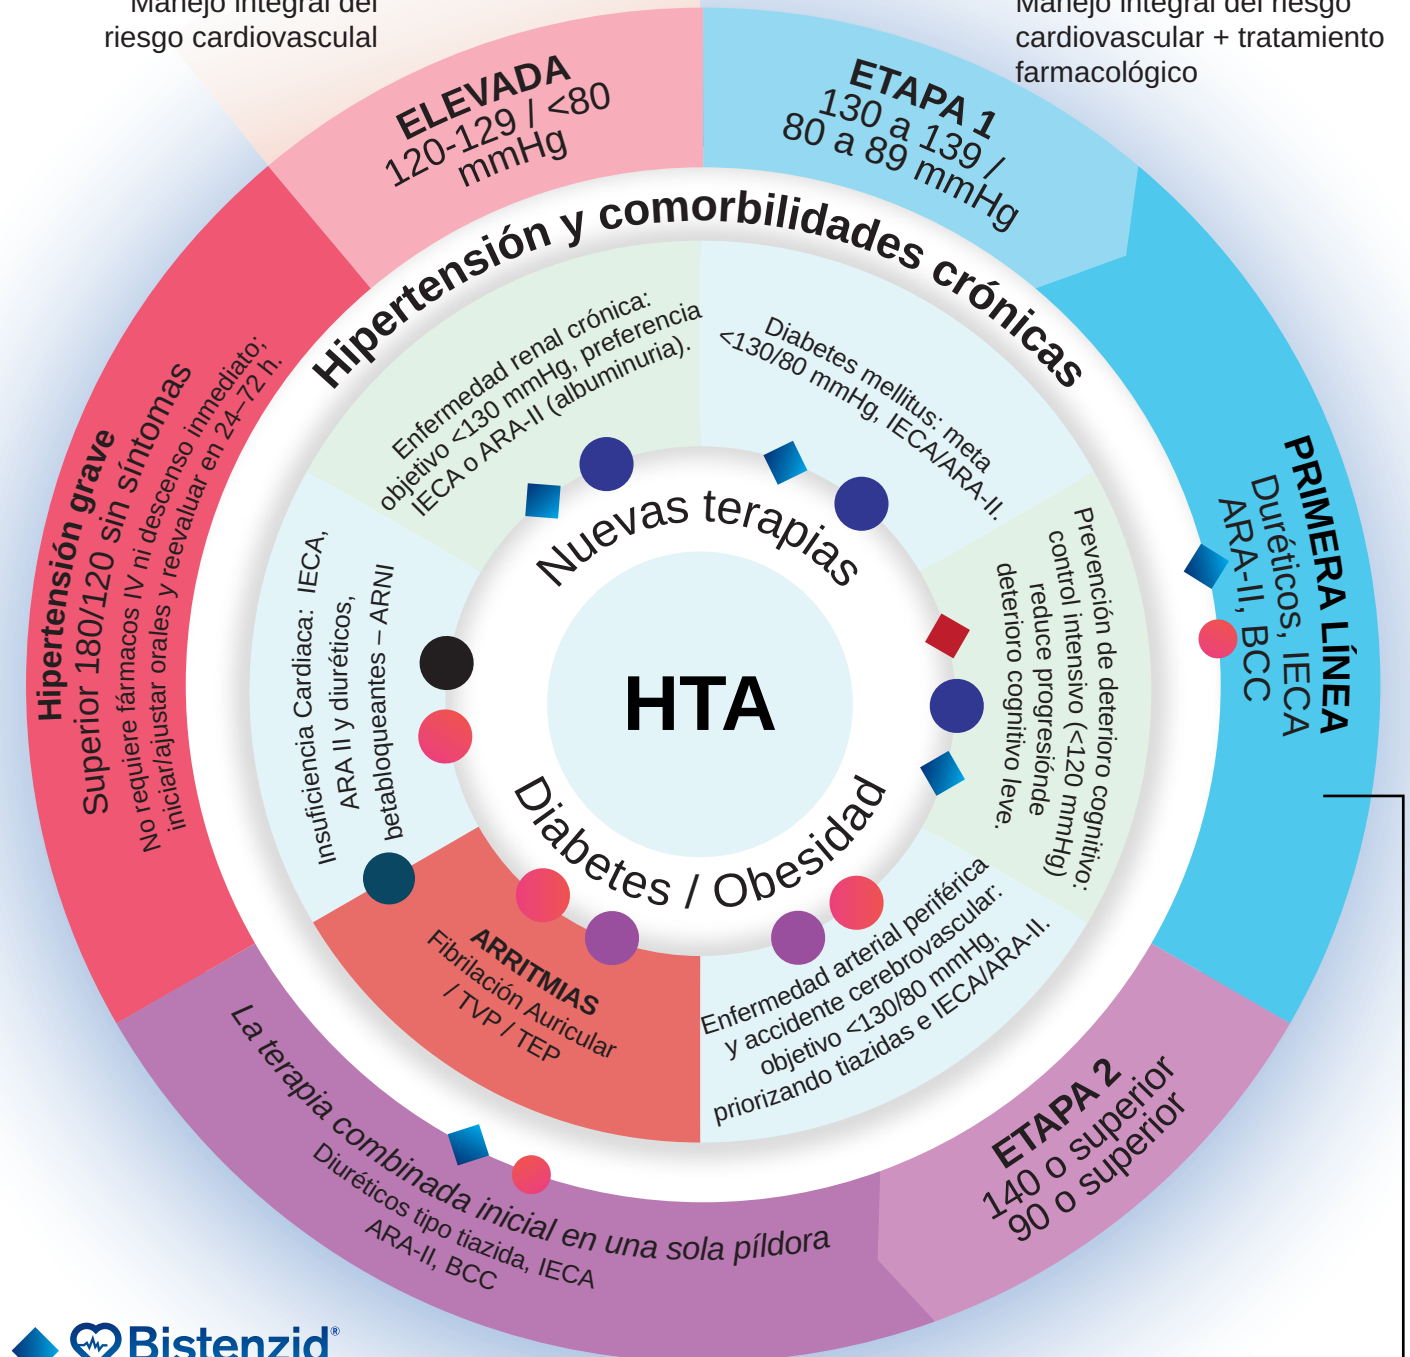 Manejo integral del
riesgo cardiovasculal
Manejo integral del riesgo
cardiovascular + tratamiento
farmacológico
ELEVADA
120-129 / <80
mmHg
ETAPA 1
130 a 139 /
80 a 89 mmHg
Hipertensión y comorbilidades crónicas
Enfermedad renal crónica:
objetivo <130 mmHg, preferencia
IECA o ARA-II (albuminuria).
Diabetes mellitus: meta
<130/80 mmHg, IECA/ARA-II.
Hipertensión grave
Superior 180/120 sin síntomas
No requiere fármacos IV ni descenso inmediato;
iniciar/ajustar orales y reevaluar en 24–72 h.
PRIMERA LÍNEA
Duréticos, IECA
ARA-II, BCC
Nuevas terapias
Prevención de deterioro cognitivo:
control intensivo (<120 mmHg)
reduce progresiónde
deterioro cognitivo leve.
Insuficiencia Cardiaca: IECA,
ARA II y diuréticos,
betabloqueantes – ARNI
HTA
Diabetes / Obesidad
ARRITMIAS
Fibrilación Auricular
/ TVP / TEP
Enfermedad arterial periférica
y accidente cerebrovascular:
objetivo <130/80 mmHg,
priorizando tiazidas e IECA/ARA-II.
ETAPA 2
140 o superior
90 o superior
La terapia combinada inicial en una sola píldora
Diuréticos tipo tiazida, IECA
ARA-II, BCC
Bistenzid®